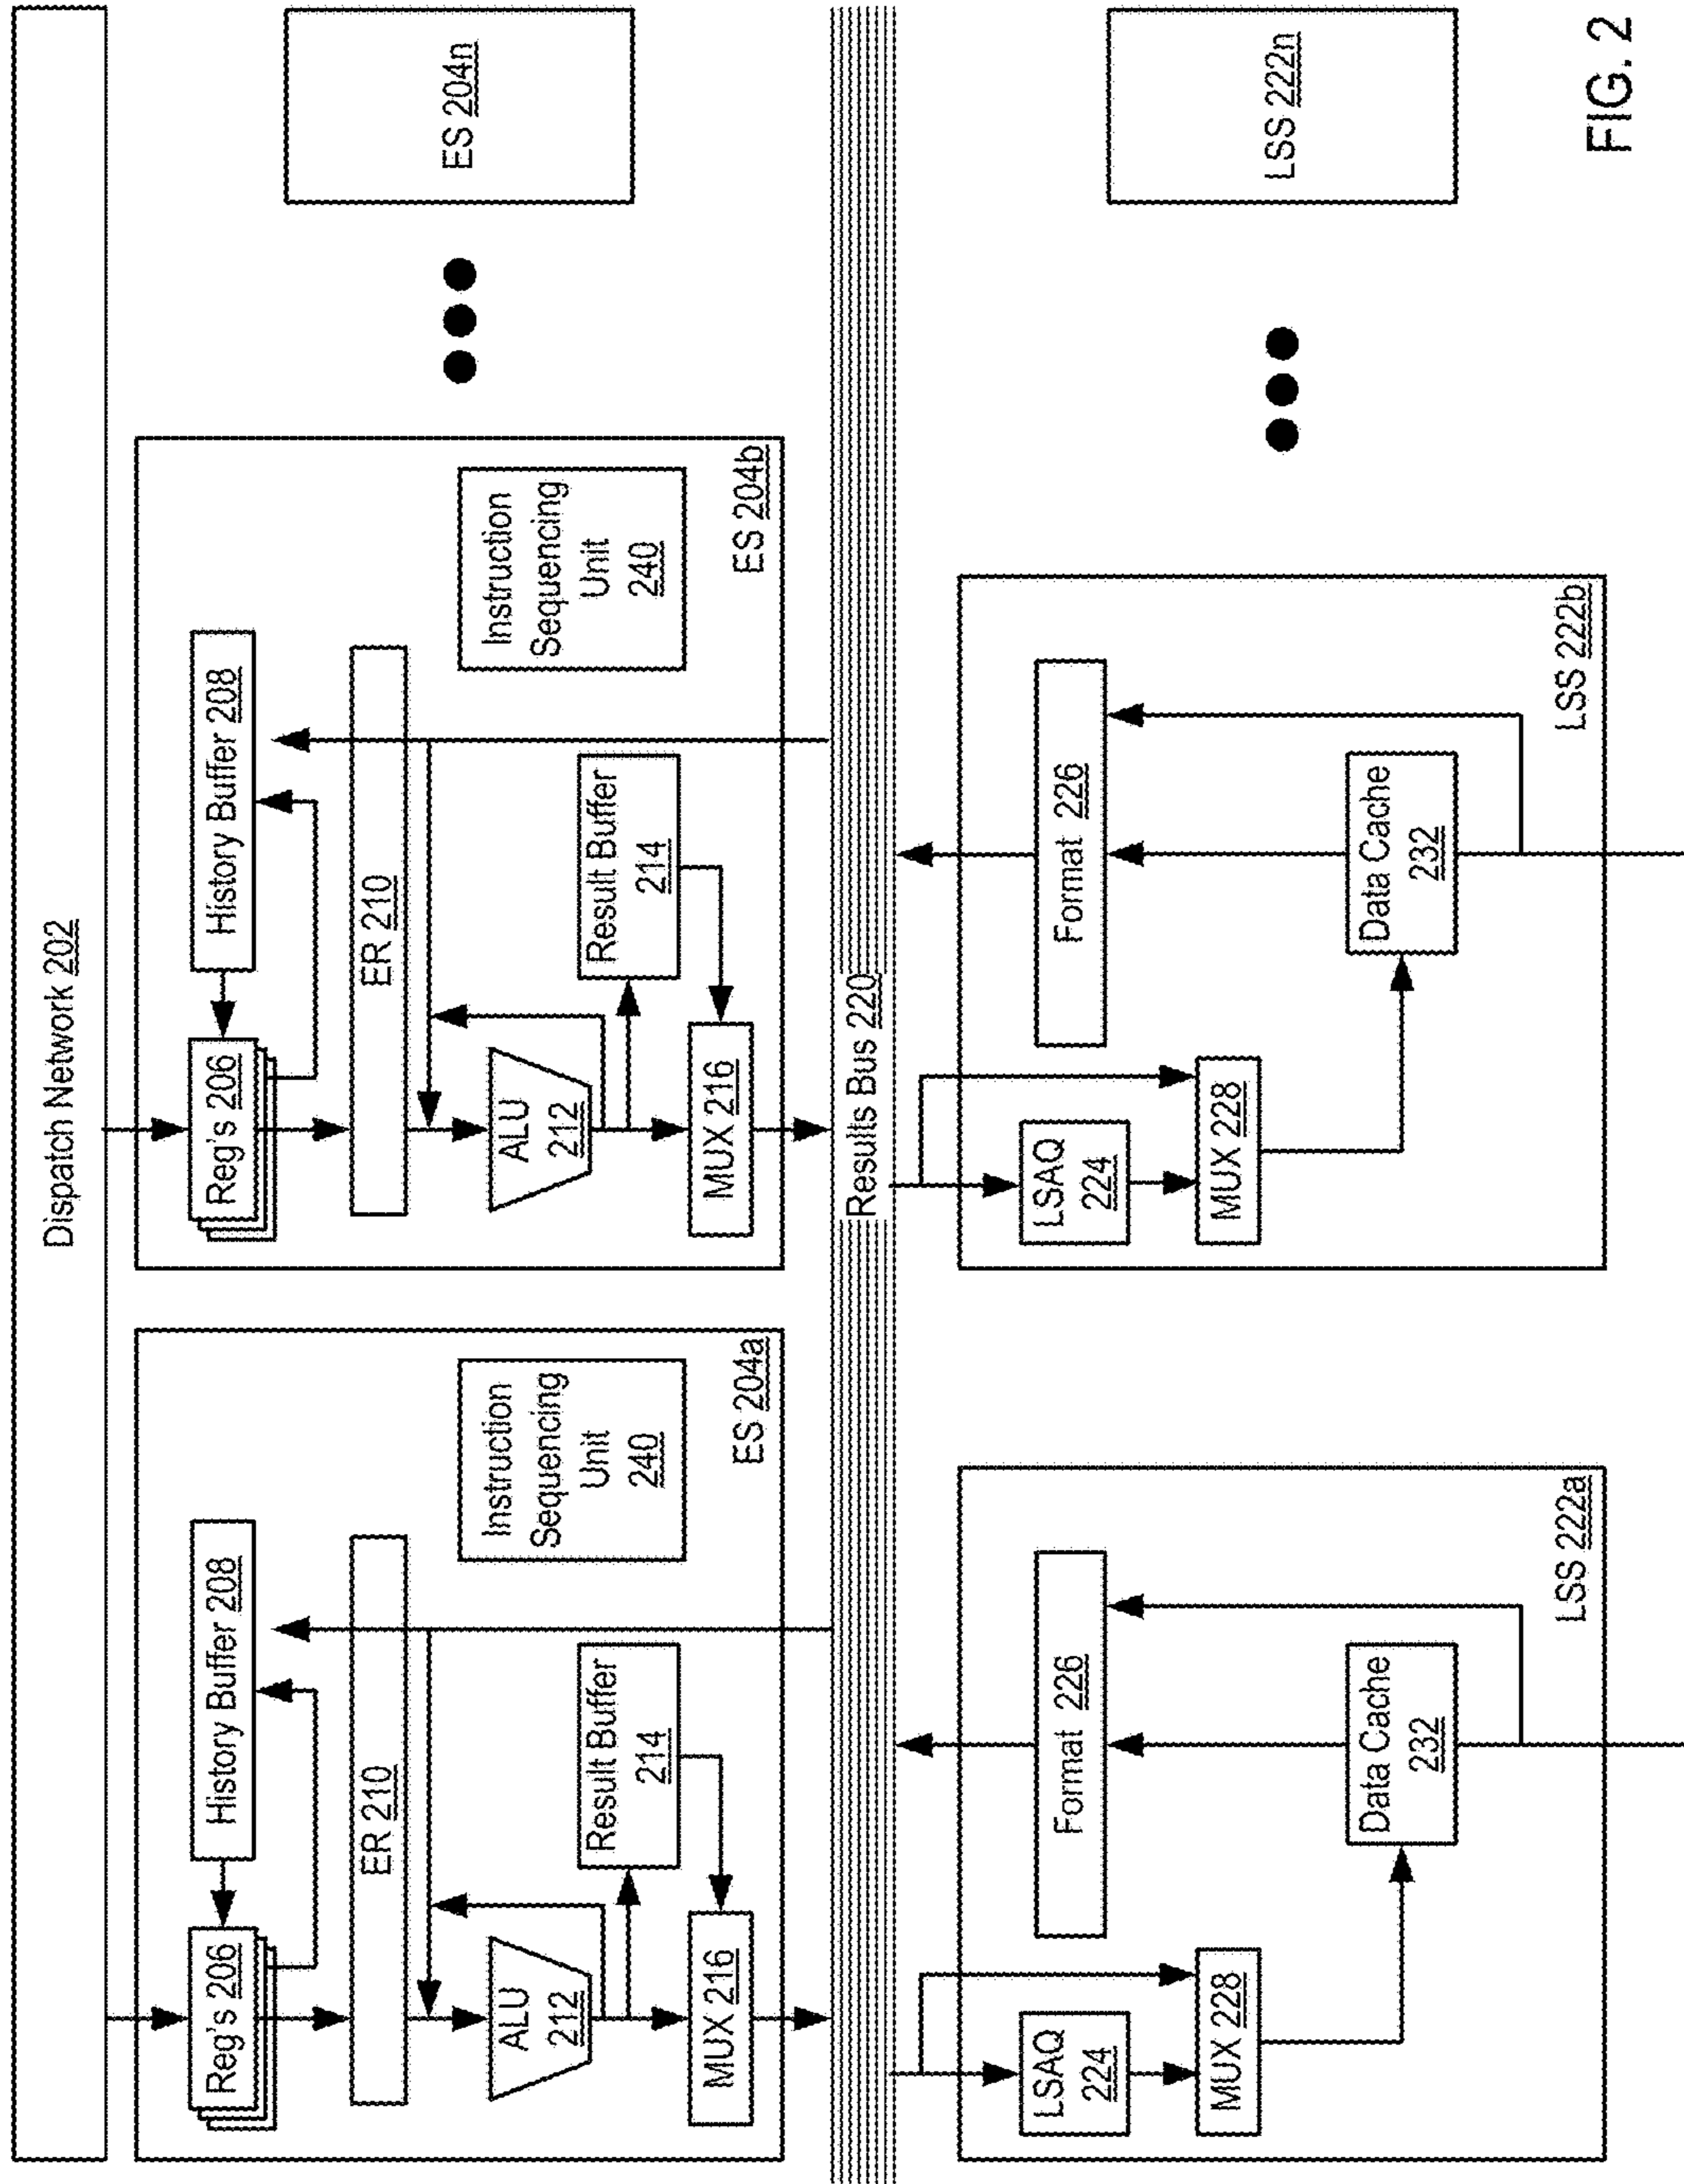 Dispatch Network 202
Reg's 206
History Buffer 208
ER 210
ALU
212
Result Buffer
214
MUX 216
Instruction
Sequencing
Unit
240
ES 204a
Reg's 206
History Buffer 208
ER 210
ALU
212
Result Buffer
214
MUX 216
Instruction
Sequencing
Unit
240
ES 204b
ES 204n
Results Bus 220
LSAQ
224
MUX 228
Format 226
Data Cache
232
LSS 222a
LSAQ
224
MUX 228
Format 226
Data Cache
232
LSS 222b
LSS 222n
FIG. 2